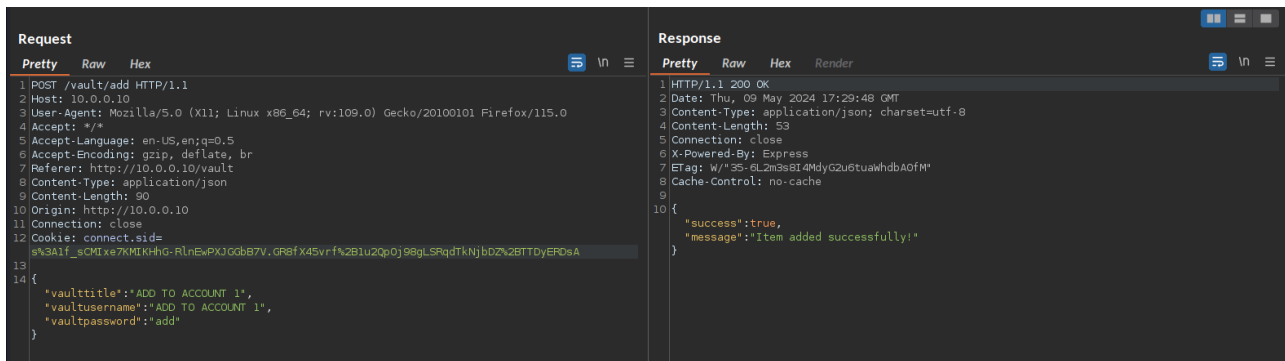 Request
Pretty Raw Hex
\n
1 POST /vault/add HTTP/1.1
2 Host: 10.0.0.10
3 User-Agent: Mozilla/5.0 (X11; Linux x86_64; rv:109.0) Gecko/20100101 Firefox/115.0
4 Accept: */*
5 Accept-Language: en-US,en;q=0.5
6 Accept-Encoding: gzip, deflate, br
7 Referer: http://10.0.0.10/vault
8 Content-Type: application/json
9 Content-Length: 90
10 Origin: http://10.0.0.10
11 Connection: close
12 Cookie: connect.sid=
s%3A1f_sCMIxe7KMIKHhG-RlnEwPXJGGbB7V.GR8fX45vrf%2B1u2QpOj98gLSRqdTkNjbDZ%2BTTDyERDsA
13
14 {
"vaulttitle":"ADD TO ACCOUNT 1",
"vaultusername":"ADD TO ACCOUNT 1",
"vaultpassword":"add"
}
Response
Pretty Raw Hex Render
\n
1 HTTP/1.1 200 OK
2 Date: Thu, 09 May 2024 17:29:48 GMT
3 Content-Type: application/json; charset=utf-8
4 Content-Length: 53
5 Connection: close
6 X-Powered-By: Express
7 ETag: W/"35-6L2m3s8I4MdyG2u6tuaWhdbAOfM"
8 Cache-Control: no-cache
9
10 {
"success":true,
"message":"Item added successfully!"
}